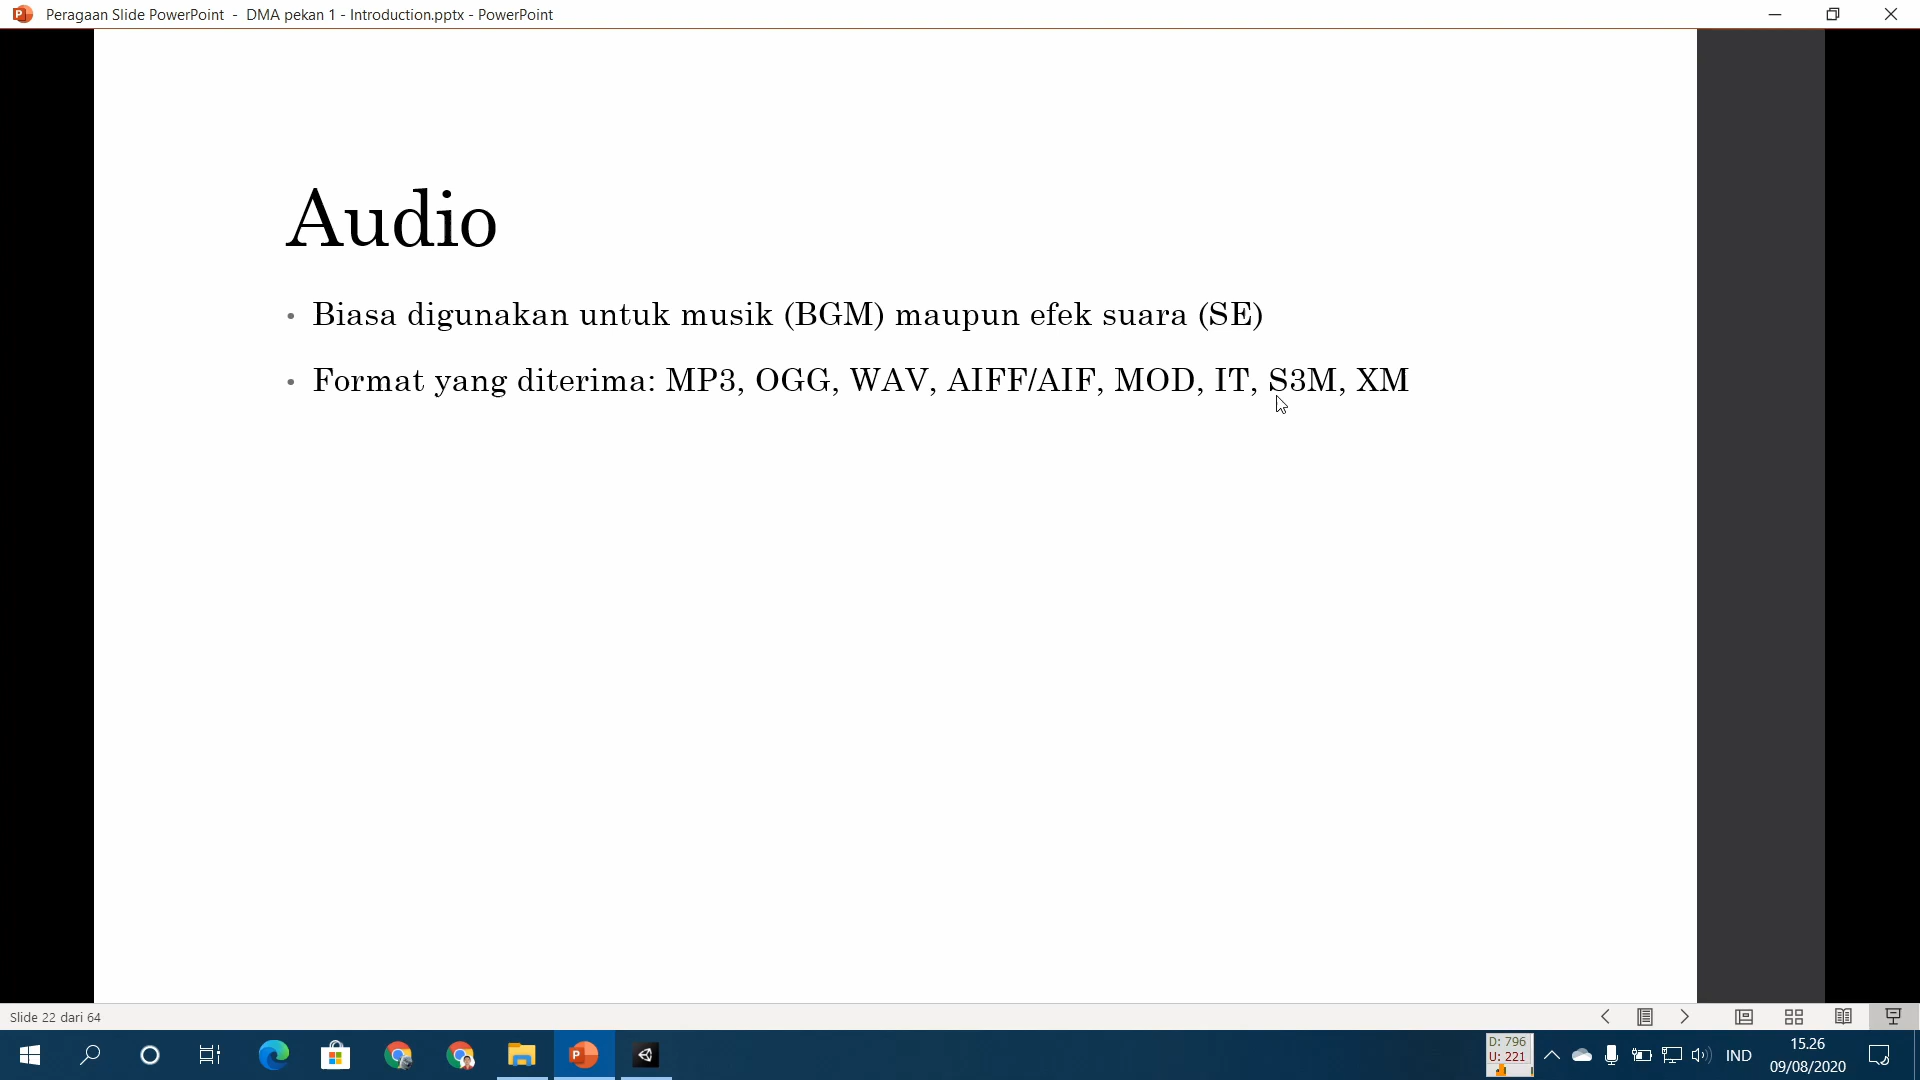 Peragaan Slide PowerPoint - DMA pekan 1 - Introduction.pptx - PowerPoint
Audio
• Biasa digunakan untuk musik (BGM) maupun efek suara (SE)
• Format yang diterima: MP3, OGG, WAV, AIFF/AIF, MOD, IT, S3M, XM
Slide 22 dari 64
D: 796
U: 221
IND
15.26
09/08/2020